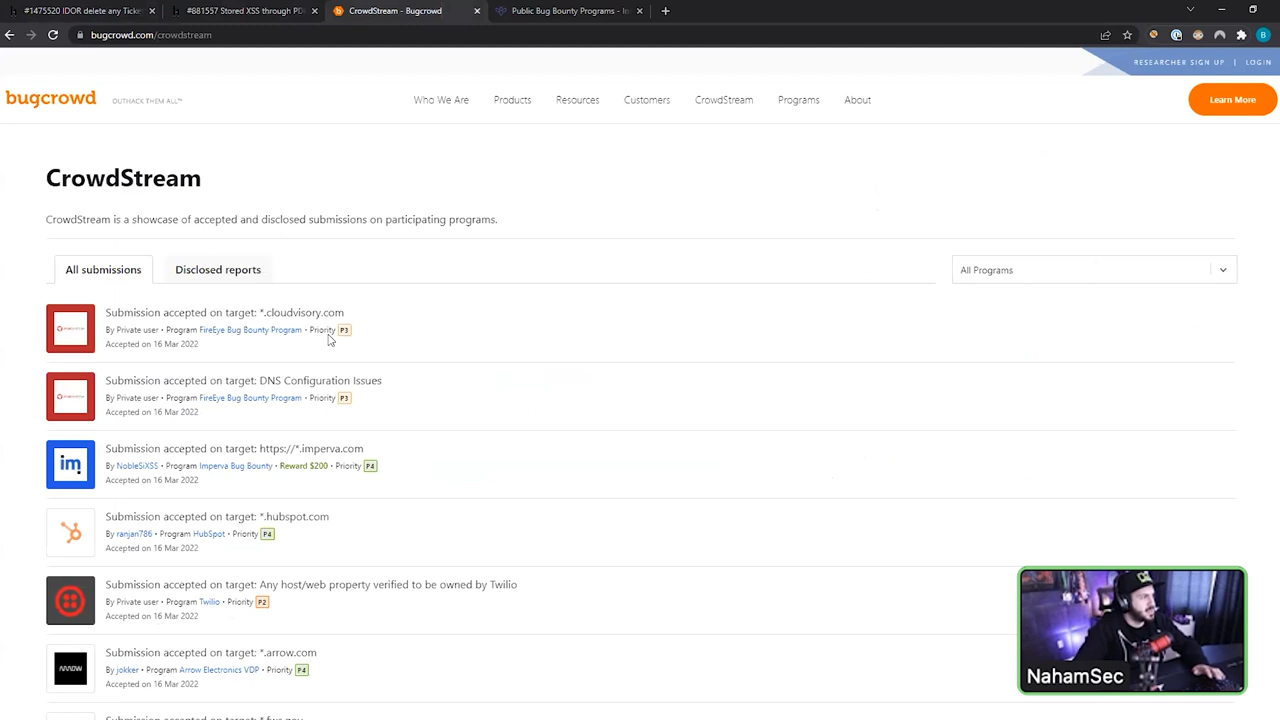 #1475520 IDOR delete any Ticke
#881557 Stored XSS through PD
CrowdStream - Bugcrowd
Public Bug Bounty Programs - In
bugcrowd.com/crowdstream
RESEARCHER SIGN UP | LOGIN
bugcrowd
OUTHACK THEM ALL™
Who We Are
Products
Resources
Customers
CrowdStream
Programs
About
Learn More
CrowdStream
CrowdStream is a showcase of accepted and disclosed submissions on participating programs.
All submissions
Disclosed reports
All Programs
Submission accepted on target: *.cloudvisory.com
By Private user • Program FireEye Bug Bounty Program • Priority P3
Accepted on 16 Mar 2022
Submission accepted on target: DNS Configuration Issues
By Private user • Program FireEye Bug Bounty Program • Priority P3
Accepted on 16 Mar 2022
im
Submission accepted on target: https://*.imperva.com
By NobleSiXSS • Program Imperva Bug Bounty • Reward $200 • Priority P4
Accepted on 16 Mar 2022
Submission accepted on target: *.hubspot.com
By ranjan786 • Program HubSpot • Priority P4
Accepted on 16 Mar 2022
Submission accepted on target: Any host/web property verified to be owned by Twilio
By Private user • Program Twilio • Priority P2
Accepted on 16 Mar 2022
ARROW
Submission accepted on target: *.arrow.com
By jokker • Program Arrow Electronics VDP • Priority P4
Accepted on 16 Mar 2022
NahamSec